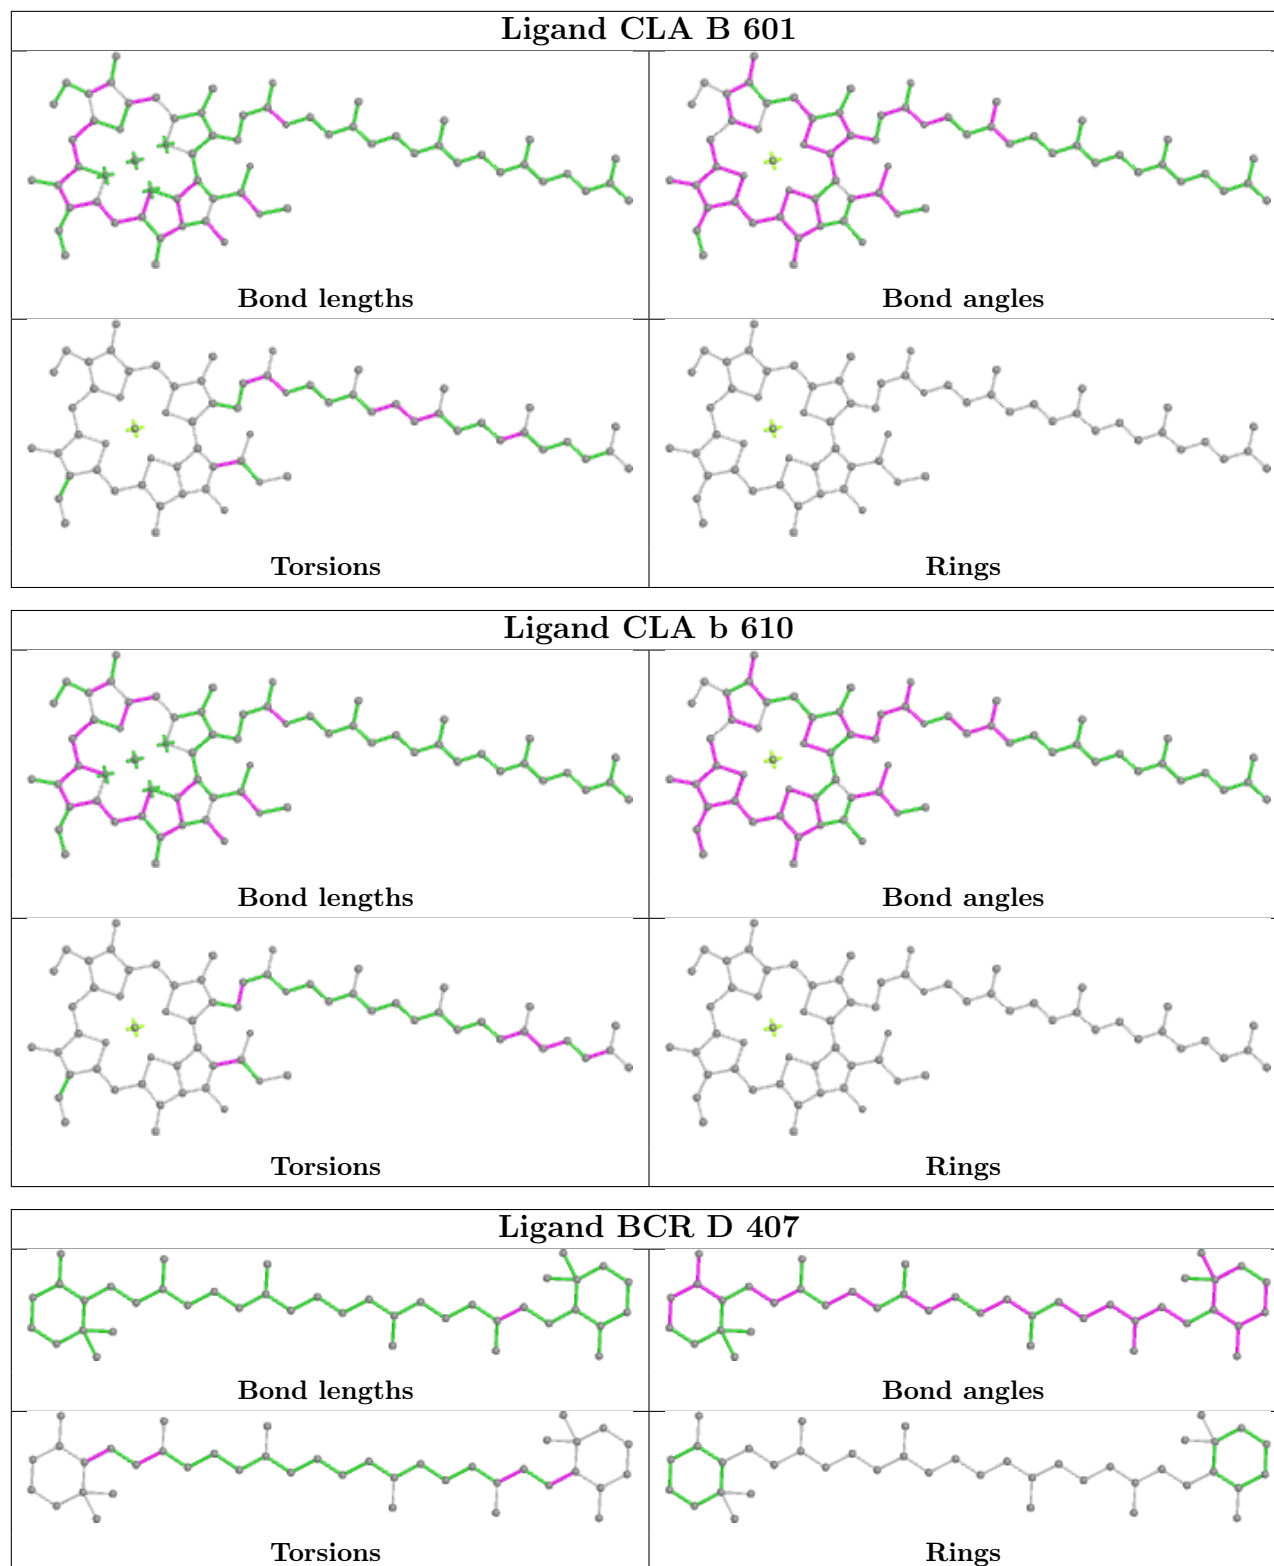 Ligand CLA B 601
Bond lengths
Bond angles
Torsions
Rings
Ligand CLA b 610
Bond lengths
Bond angles
Torsions
Rings
Ligand BCR D 407
Bond lengths
Bond angles
Torsions
Rings